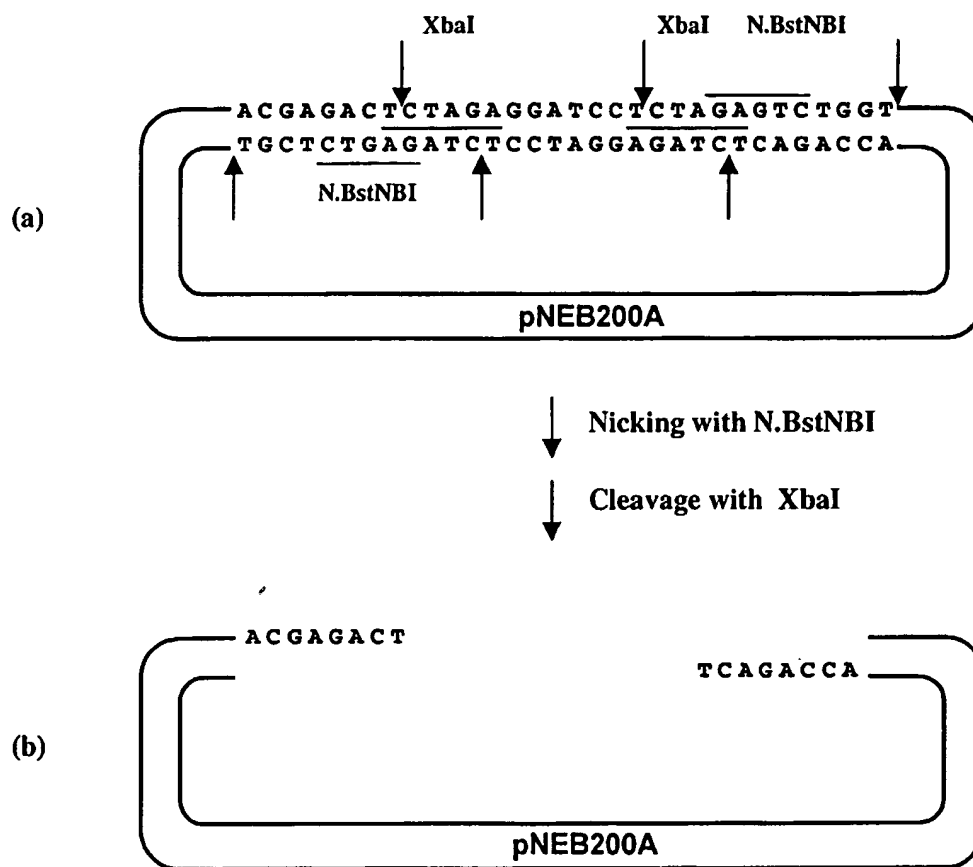 XbaI XbaI N.BstNBI
ACGAGACTCTAGAGGATCCTCTAGAGTCTGGT
TGCTCTGAGATCTCCTAGGAGATCTCAGACCA
N.BstNBI
(a)
pNEB200A
Nicking with N.BstNBI
Cleavage with XbaI
ACGAGACT
TCAGACCA
(b)
pNEB200A